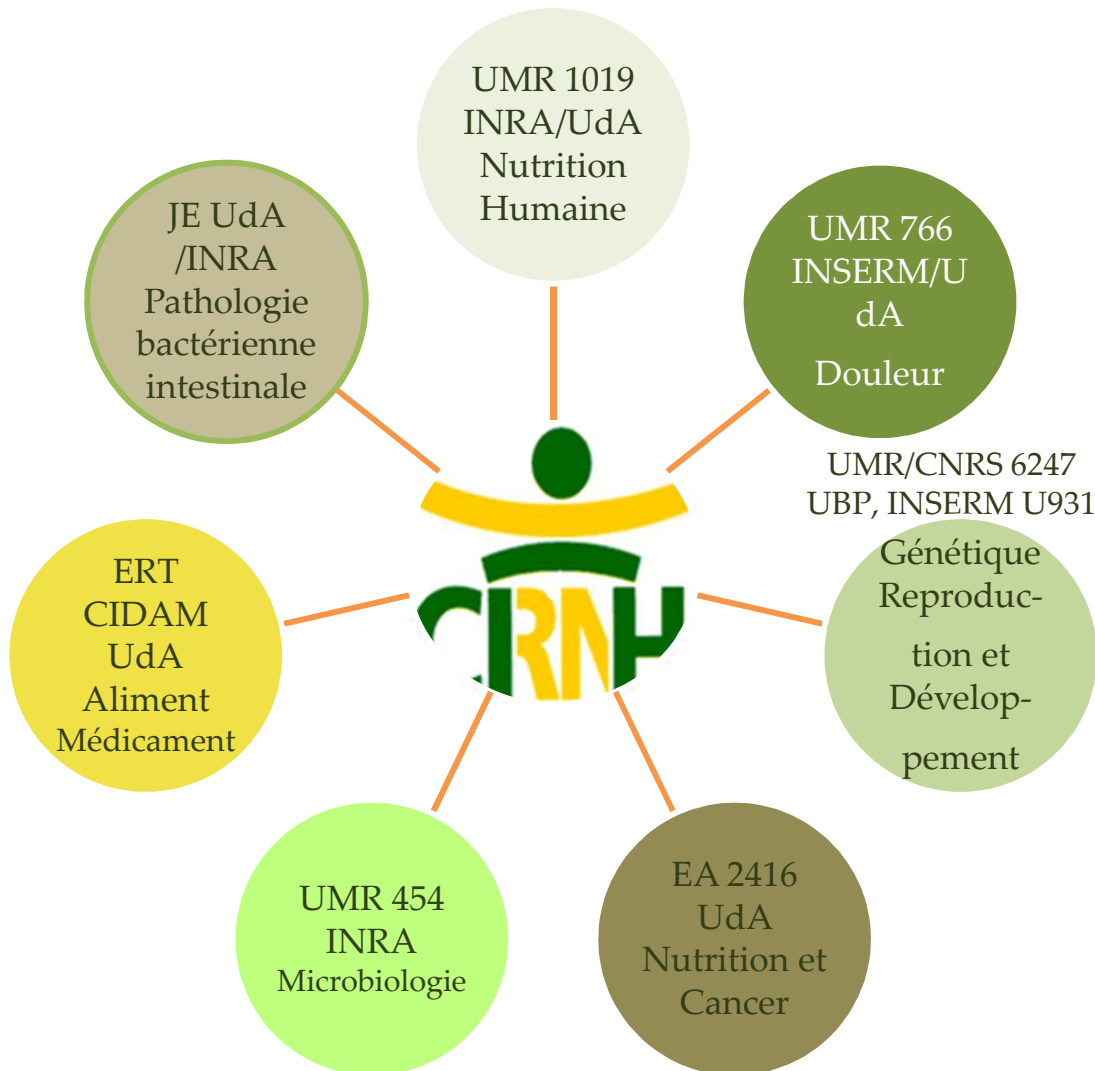 UMR 1019
INRA/UdA
Nutrition
Humaine
UMR 766
INSERM/U
dA
Douleur
UMR/CNRS 6247
UBP, INSERM U931
Génétique
Reproduc-
tion et
Dévelop-
pement
EA 2416
UdA
Nutrition et
Cancer
UMR 454
INRA
Microbiologie
ERT
CIDAM
UdA
Aliment
Médicament
JE UdA
/INRA
Pathologie
bactérienne
intestinale
CRNH